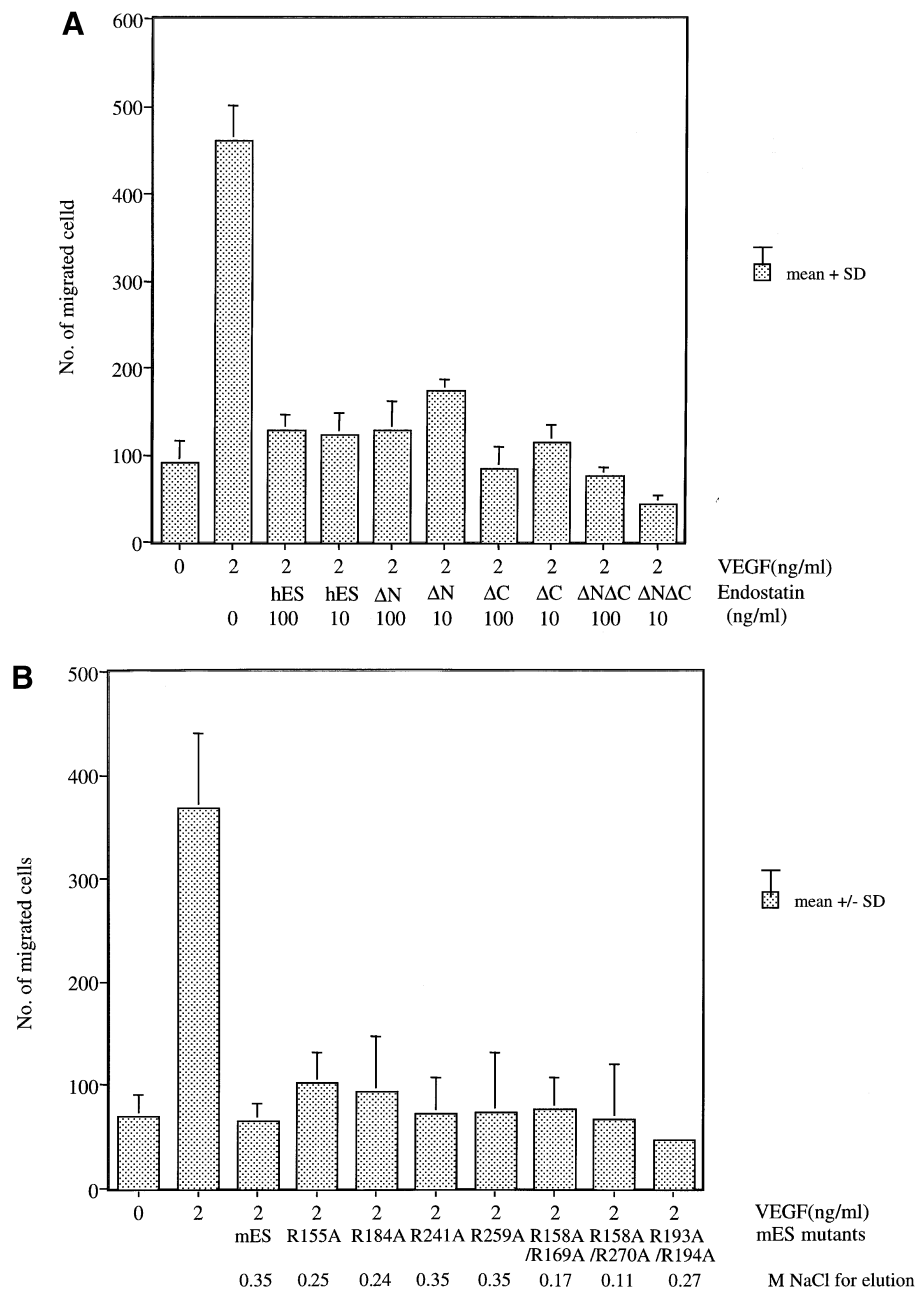 A
600
500
400
300
200
100
0
No. of migrated celld
mean + SD
0 2 2 2 2 2 2 2 2 2 VEGF(ng/ml)
hES hES ΔN ΔN ΔC ΔC ΔNΔC ΔNΔC Endostatin
0 100 10 100 10 100 10 100 10 (ng/ml)
B
500
400
300
200
100
0
No. of migrated cells
mean +/- SD
0 2 2 2 2 2 2 2 2 2 VEGF(ng/ml)
mES R155A R184A R241A R259A R158A R158A R193A mES mutants
/R169A /R270A /R194A
0.35 0.25 0.24 0.35 0.35 0.17 0.11 0.27 M NaCl for elution